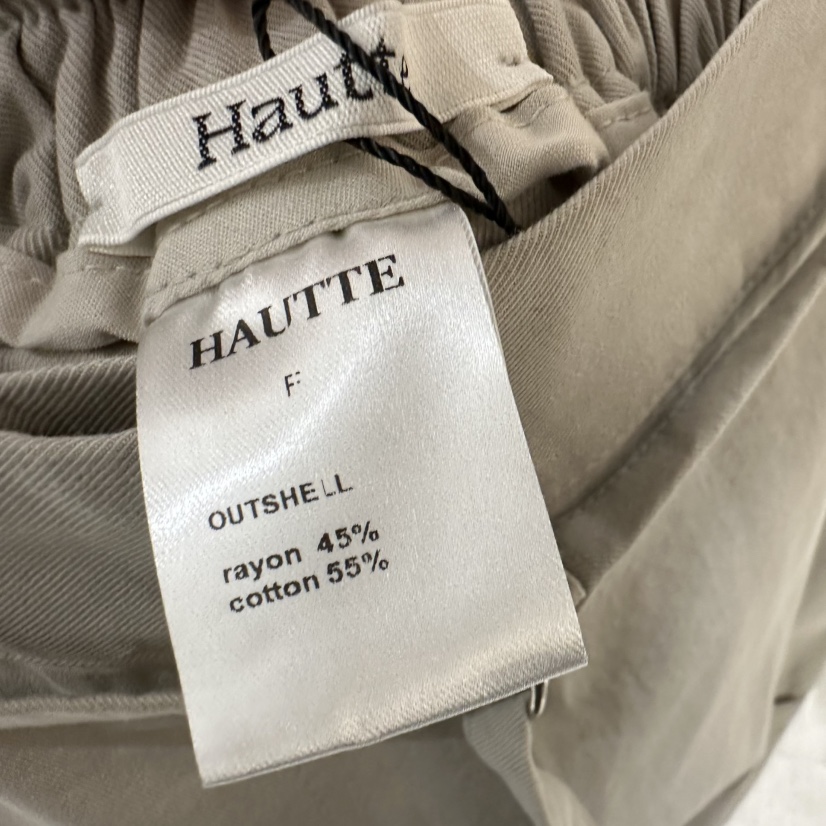 Hautte
HAUTTE
F
OUTSHELL
rayon 45%
cotton 55%